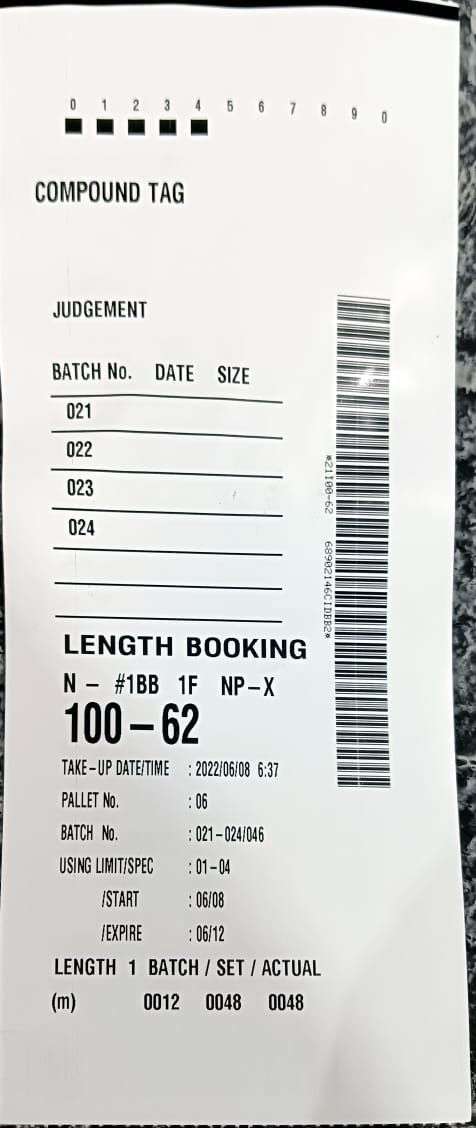 0 1 2 3 4 5 6 7 8 9 0
COMPOUND TAG
JUDGEMENT
BATCH No. DATE SIZE
021
022
023
024
*21100-62 68902146CIDBB2*
LENGTH BOOKING
N - #1BB 1F NP-X
100-62
TAKE-UP DATE/TIME : 2022/06/08 6:37
PALLET No. : 06
BATCH No. : 021-024/046
USING LIMIT/SPEC : 01-04
/START : 06/08
/EXPIRE : 06/12
LENGTH 1 BATCH / SET / ACTUAL
(m) 0012 0048 0048